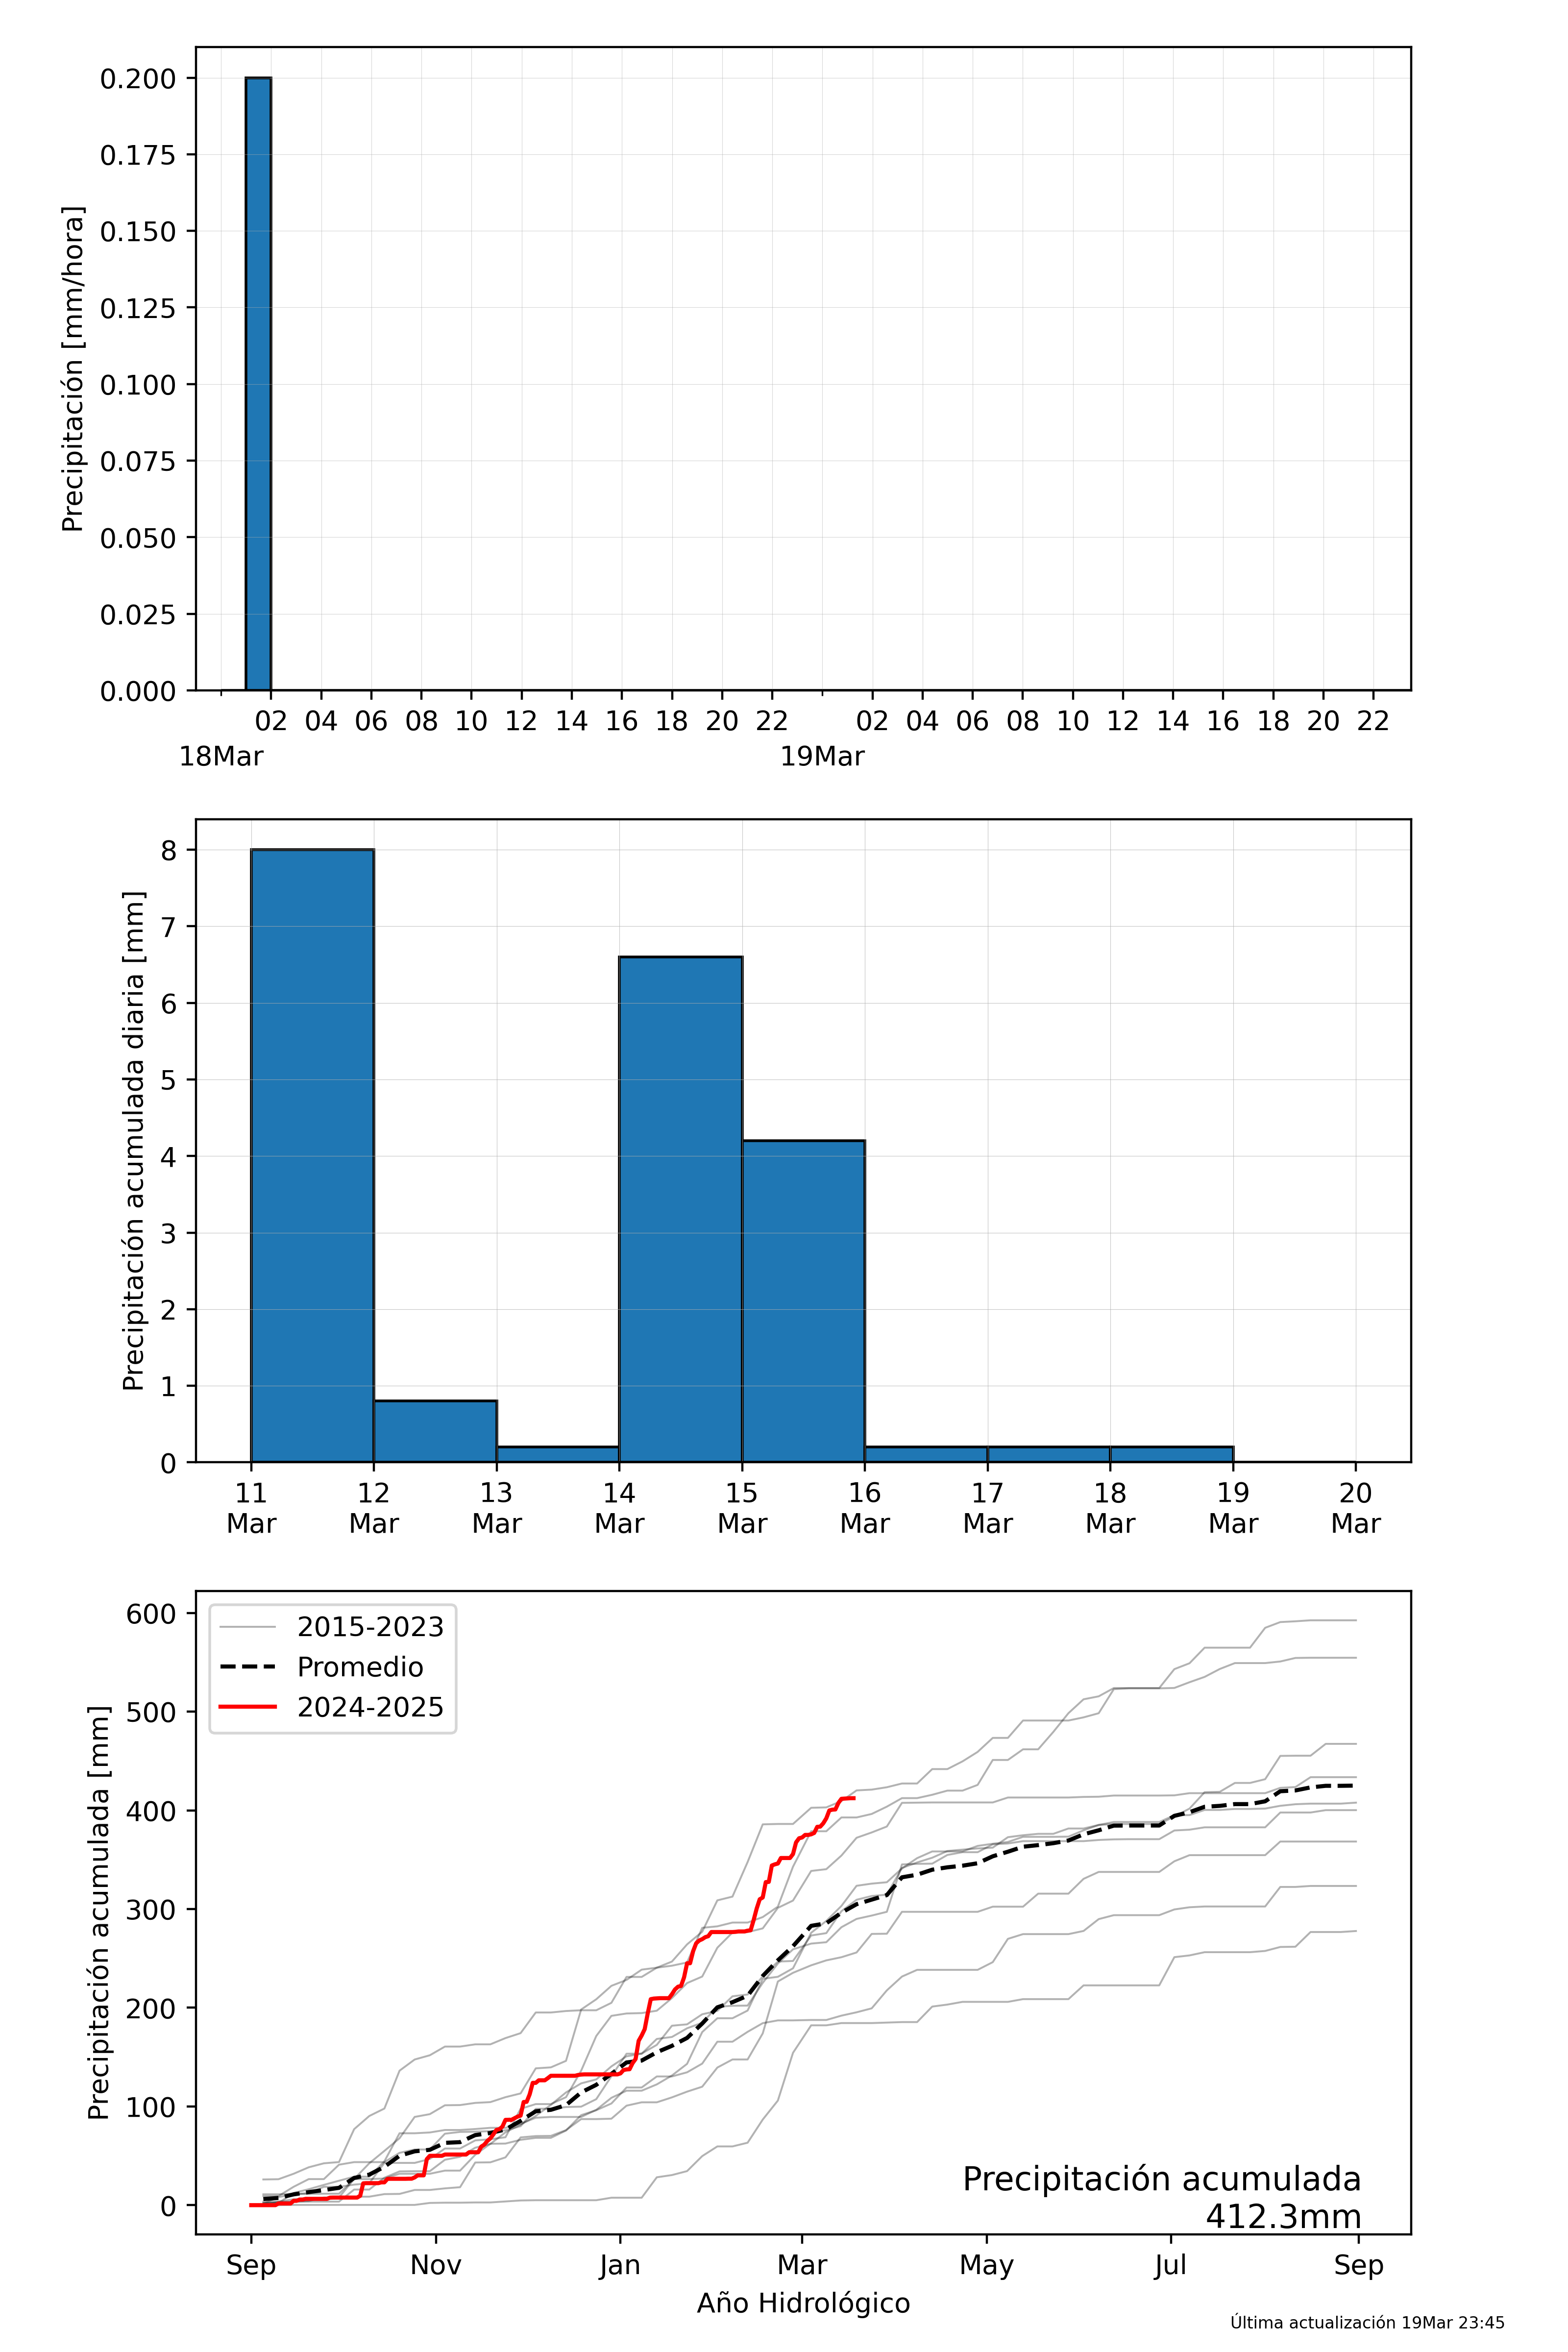 Precipitación [mm/hora]
0.200
0.175
0.150
0.125
0.100
0.075
0.050
0.025
0.000
02 04 06 08 10 12 14 16 18 20 22 02 04 06 08 10 12 14 16 18 20 22
18Mar 19Mar
Precipitación acumulada diaria [mm]
8
7
6
5
4
3
2
1
0
11 12 13 14 15 16 17 18 19 20
Mar Mar Mar Mar Mar Mar Mar Mar Mar Mar
Precipitación acumulada [mm]
600
500
400
300
200
100
0
2015-2023
Promedio
2024-2025
Precipitación acumulada
412.3mm
Sep Nov Jan Mar May Jul Sep
Año Hidrológico
Última actualización 19Mar 23:45